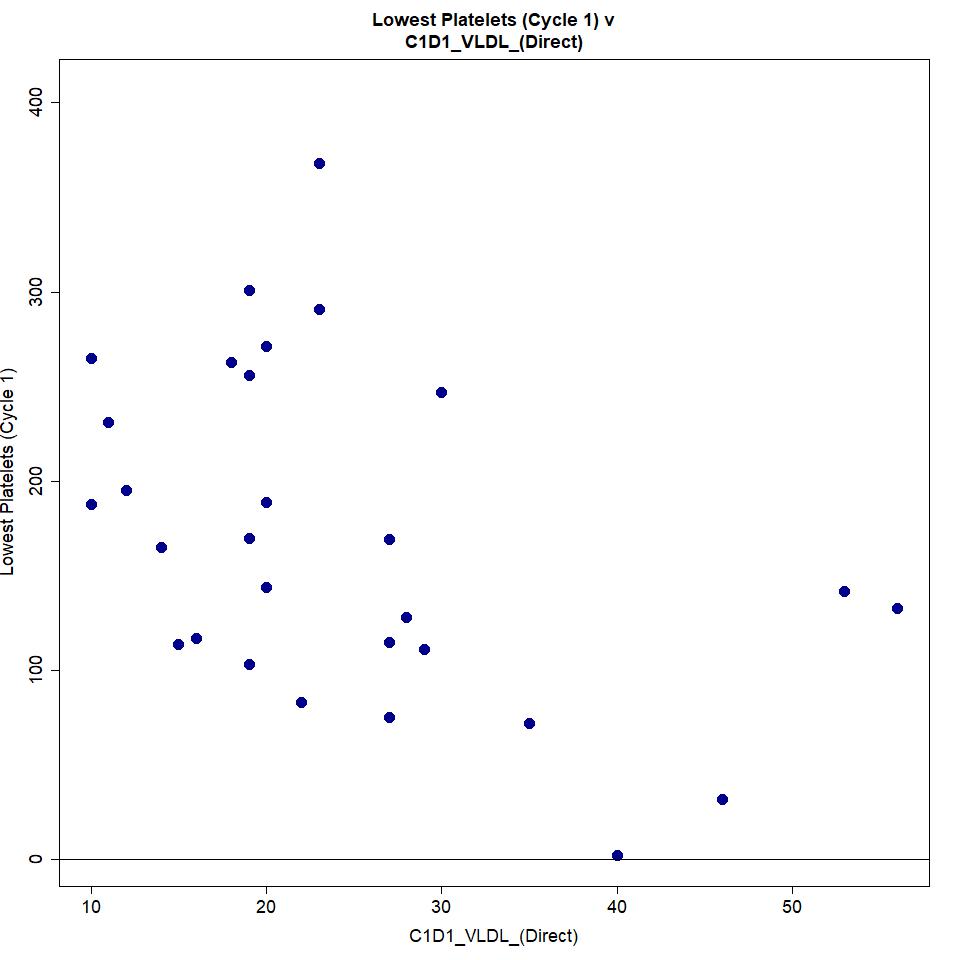 Lowest Platelets (Cycle 1) v
C1D1_VLDL_(Direct)
400
300
200
100
0
Lowest Platelets (Cycle 1)
10 20 30 40 50
C1D1_VLDL_(Direct)